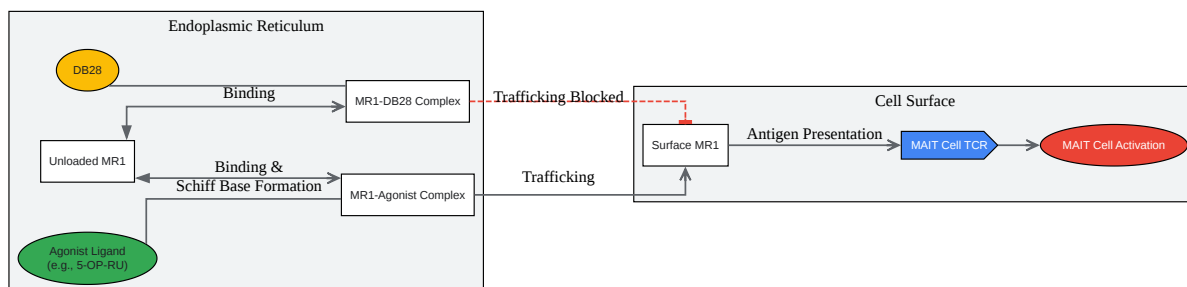 Endoplasmic Reticulum
DB28
Binding
MR1-DB28 Complex
Trafficking Blocked
Cell Surface
Unloaded MR1
Binding &
Schiff Base Formation
MR1-Agonist Complex
Trafficking
Surface MR1
Antigen Presentation
MAIT Cell TCR
MAIT Cell Activation
Agonist Ligand
(e.g., 5-OP-RU)